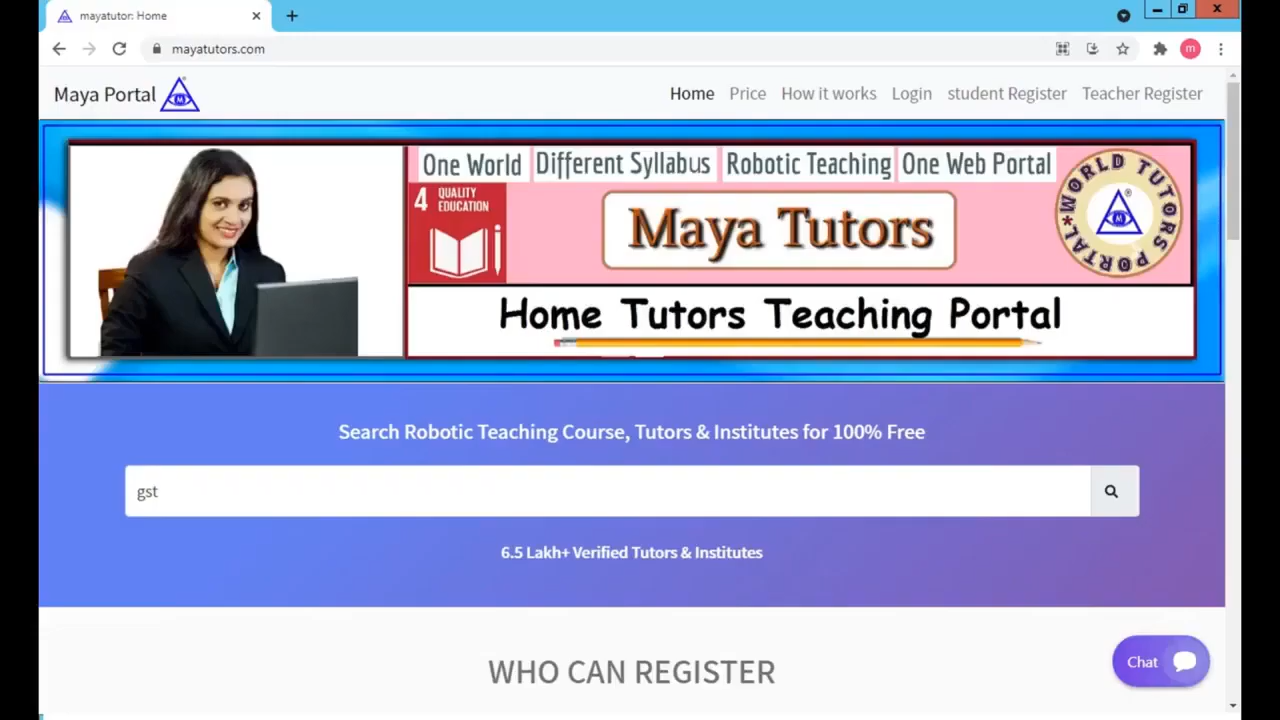 mayatutor: Home
mayatutors.com
m
Maya Portal
M
Home Price How it works Login student Register Teacher Register
One World Different Syllabus Robotic Teaching One Web Portal
4 QUALITY
EDUCATION
Maya Tutors
WORLD TUTORS PORTAL
M
Home Tutors Teaching Portal
Search Robotic Teaching Course, Tutors & Institutes for 100% Free
gst
6.5 Lakh+ Verified Tutors & Institutes
WHO CAN REGISTER
Chat